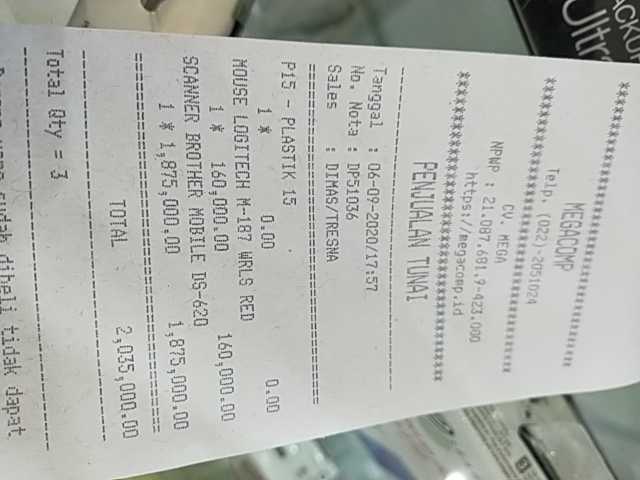 ACKUP
Ultr
*****************************************
MEGACOMP
Telp. (022)-2051024
*****************************************
CV. MEGA
NPWP : 21.087.681.9-423.000
https://megacomp.id
*****************************************
PENJUALAN TUNAI
-----------------------------------------
Tanggal : 06-09-2020/17:57
No. Nota : DP51036
Sales : DIMAS/TRESNA
=========================================
P15 - PLASTIK 15
1 * 0.00 0.00
MOUSE LOGITECH M-187 WRLS RED
1 * 160,000.00 160,000.00
SCANNER BROTHER MOBILE DS-620
1 * 1,875,000.00 1,875,000.00
=========================================
TOTAL 2,035,000.00
-----------------------------------------
Total Qty = 3
-----------------------------------------
sudah dibeli tidak dapat